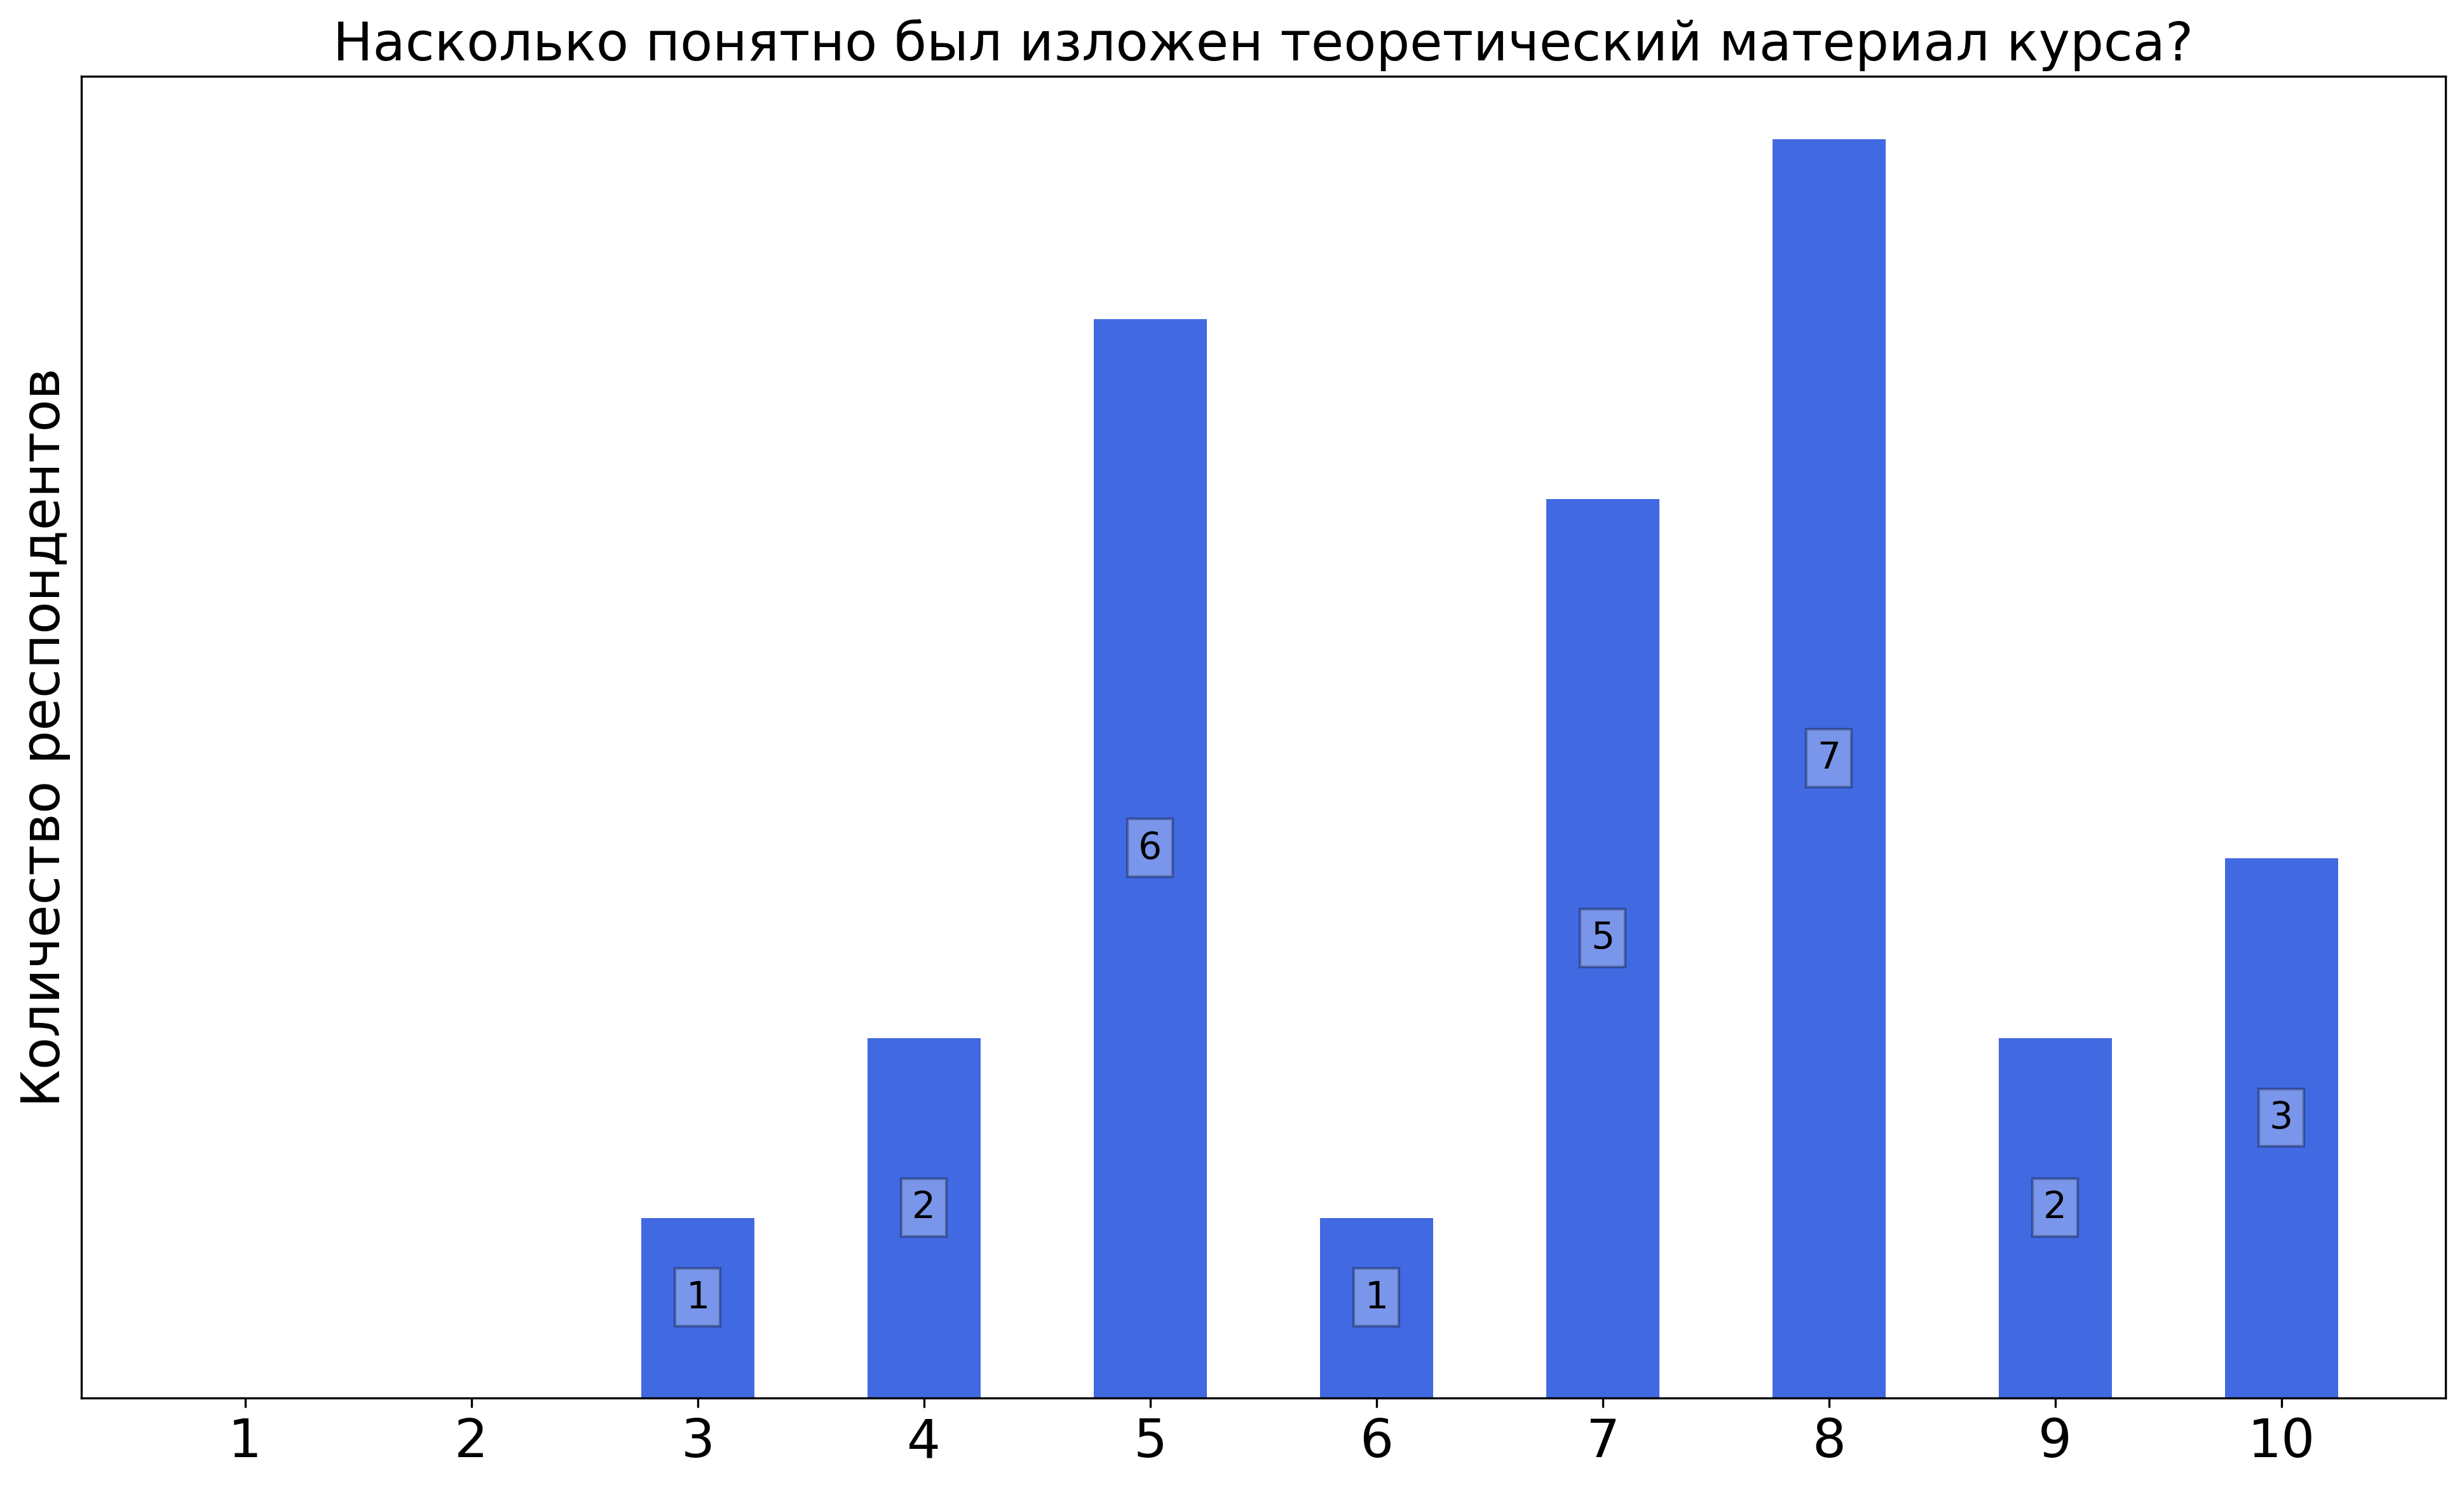 Насколько понятно был изложен теоретический материал курса?
Количество респондентов
7
6
5
3
2
2
1
1
1 2 3 4 5 6 7 8 9 10